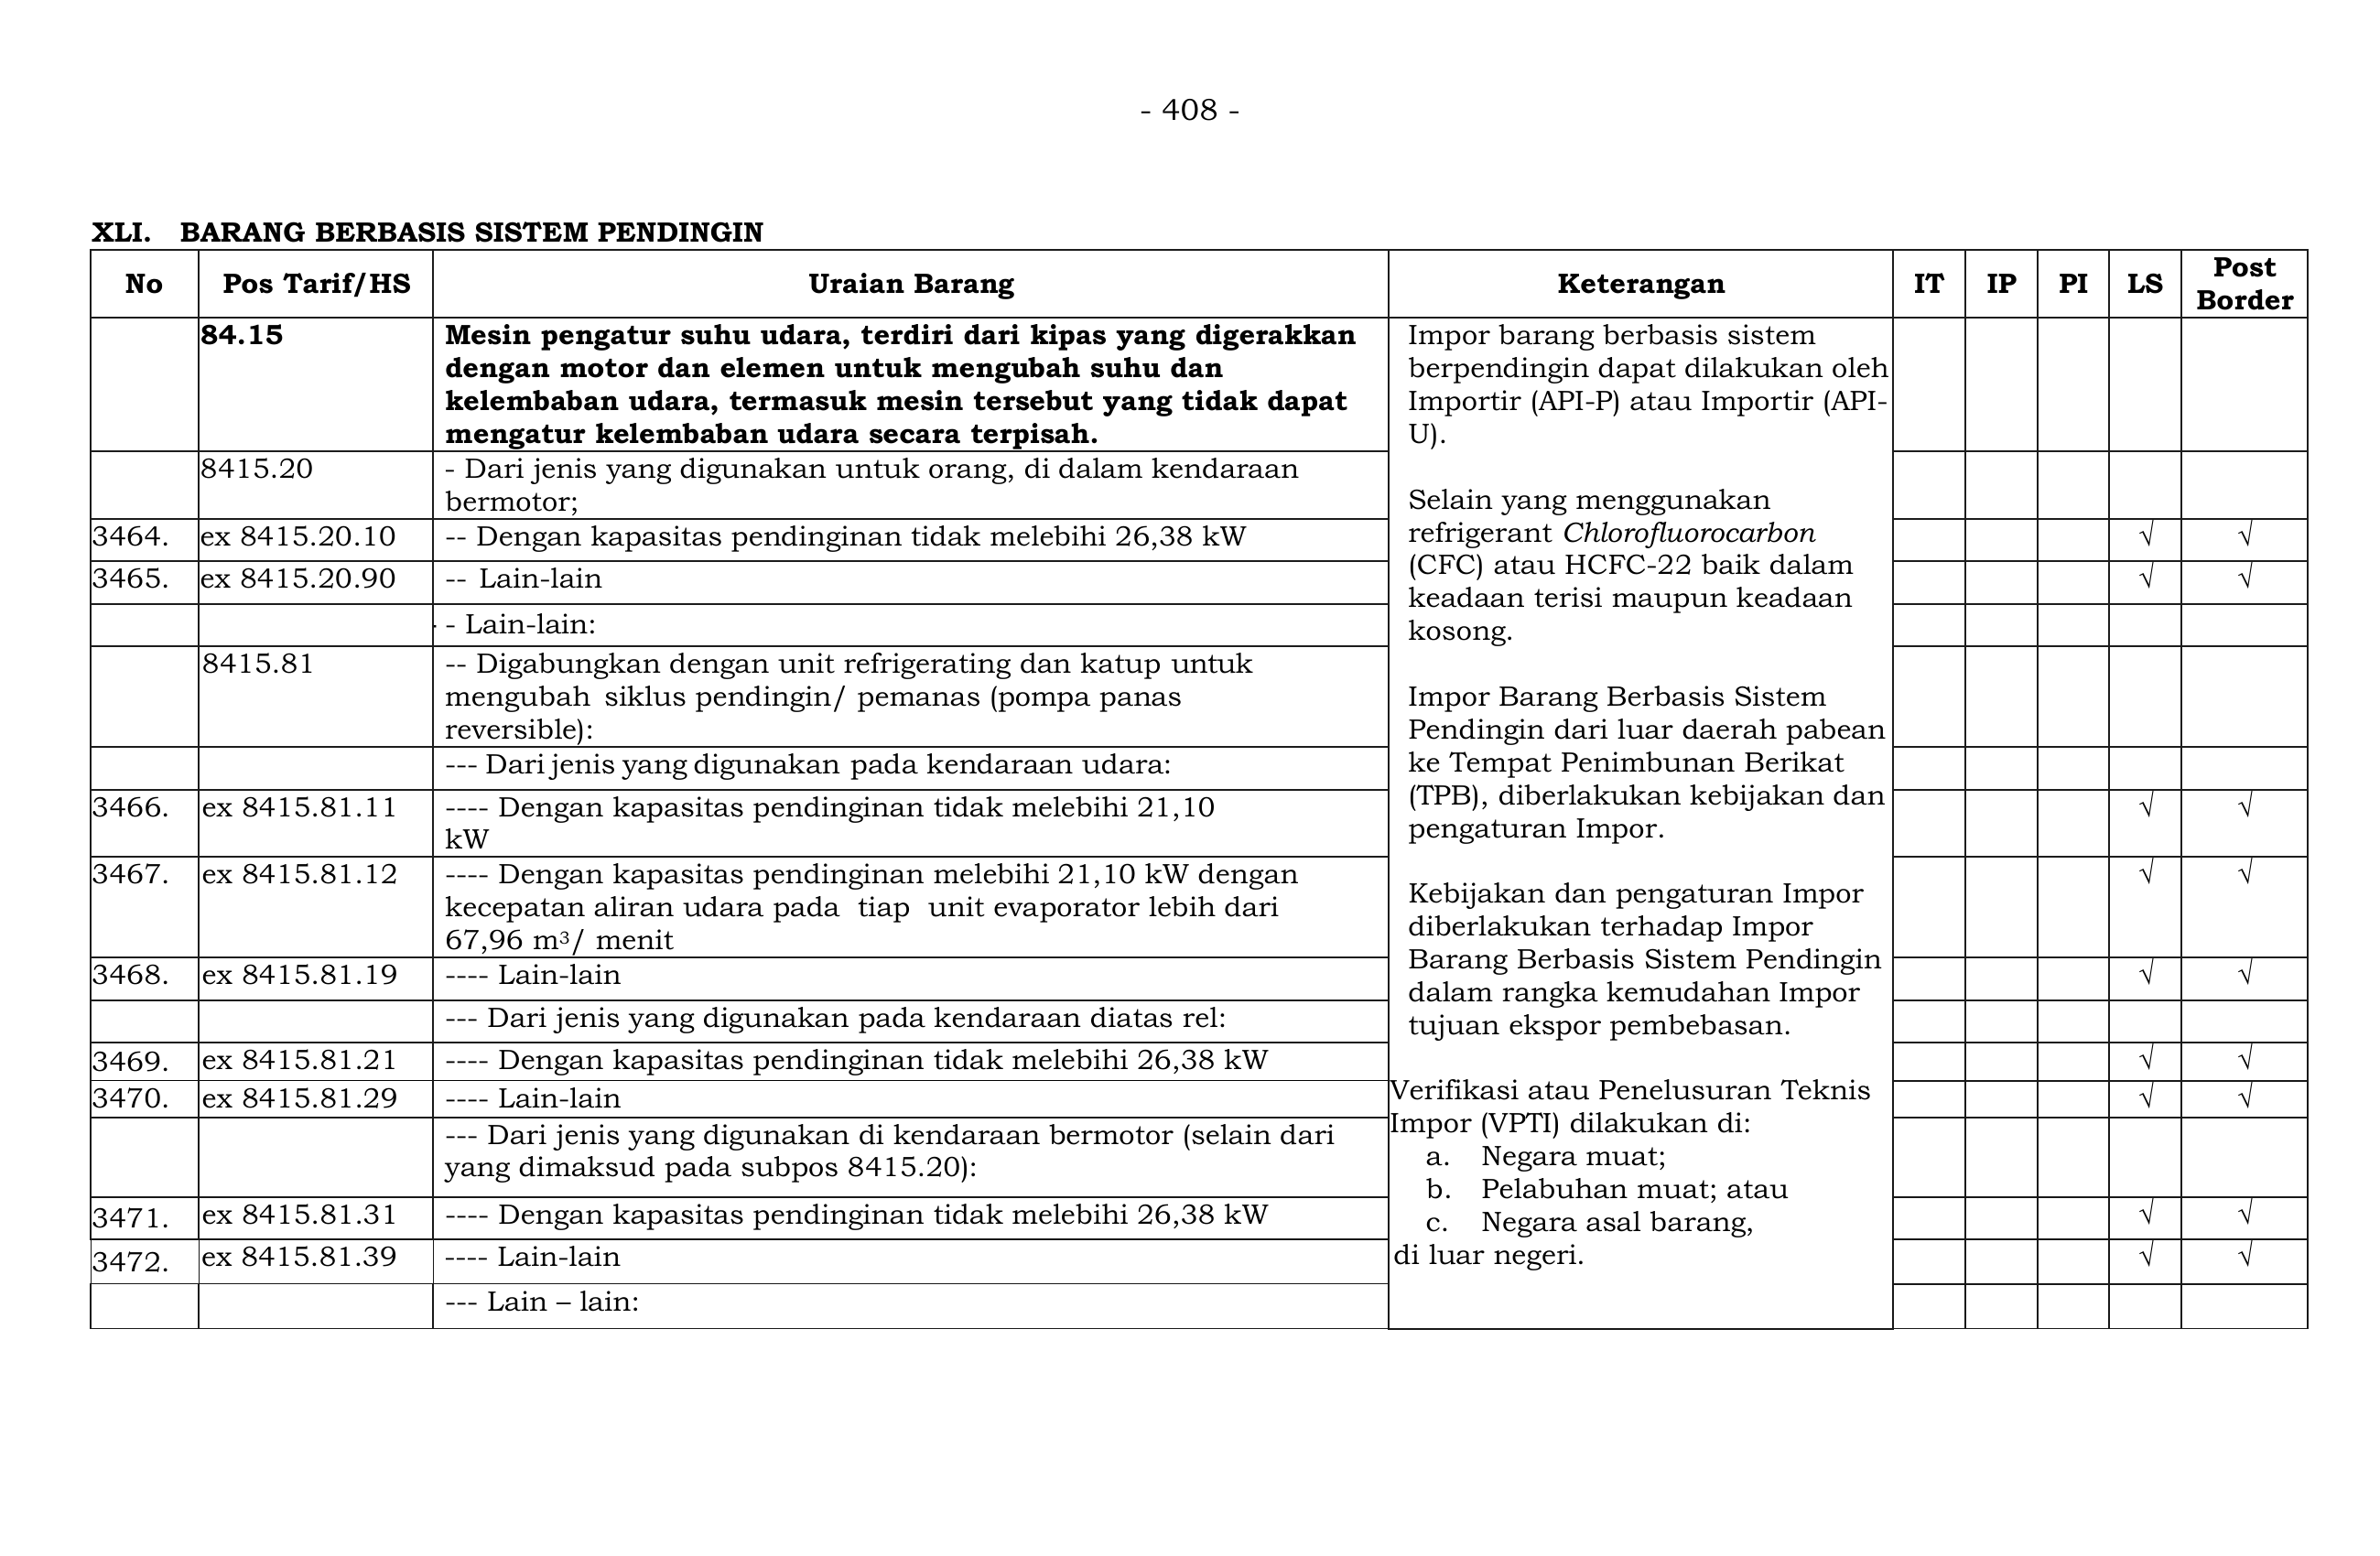 - 408 -
XLI. BARANG BERBASIS SISTEM PENDINGIN
No Pos Tarif/HS Uraian Barang Keterangan IT IP PI LS Post Border
84.15 Mesin pengatur suhu udara, terdiri dari kipas yang digerakkan
dengan motor dan elemen untuk mengubah suhu dan
kelembaban udara, termasuk mesin tersebut yang tidak dapat
mengatur kelembaban udara secara terpisah.
8415.20 - Dari jenis yang digunakan untuk orang, di dalam kendaraan
bermotor;
3464. ex 8415.20.10 -- Dengan kapasitas pendinginan tidak melebihi 26,38 kW √ √
3465. ex 8415.20.90 -- Lain-lain √ √
- Lain-lain:
8415.81 -- Digabungkan dengan unit refrigerating dan katup untuk
mengubah siklus pendingin/ pemanas (pompa panas
reversible):
--- Dari jenis yang digunakan pada kendaraan udara:
3466. ex 8415.81.11 ---- Dengan kapasitas pendinginan tidak melebihi 21,10
kW √ √
3467. ex 8415.81.12 ---- Dengan kapasitas pendinginan melebihi 21,10 kW dengan
kecepatan aliran udara pada tiap unit evaporator lebih dari
67,96 m³/ menit √ √
3468. ex 8415.81.19 ---- Lain-lain √ √
--- Dari jenis yang digunakan pada kendaraan diatas rel:
3469. ex 8415.81.21 ---- Dengan kapasitas pendinginan tidak melebihi 26,38 kW √ √
3470. ex 8415.81.29 ---- Lain-lain √ √
--- Dari jenis yang digunakan di kendaraan bermotor (selain dari
yang dimaksud pada subpos 8415.20):
3471. ex 8415.81.31 ---- Dengan kapasitas pendinginan tidak melebihi 26,38 kW √ √
3472. ex 8415.81.39 ---- Lain-lain √ √
--- Lain – lain:
Impor barang berbasis sistem
berpendingin dapat dilakukan oleh
Importir (API-P) atau Importir (API-
U).
Selain yang menggunakan
refrigerant Chlorofluorocarbon
(CFC) atau HCFC-22 baik dalam
keadaan terisi maupun keadaan
kosong.
Impor Barang Berbasis Sistem
Pendingin dari luar daerah pabean
ke Tempat Penimbunan Berikat
(TPB), diberlakukan kebijakan dan
pengaturan Impor.
Kebijakan dan pengaturan Impor
diberlakukan terhadap Impor
Barang Berbasis Sistem Pendingin
dalam rangka kemudahan Impor
tujuan ekspor pembebasan.
Verifikasi atau Penelusuran Teknis
Impor (VPTI) dilakukan di:
a. Negara muat;
b. Pelabuhan muat; atau
c. Negara asal barang,
di luar negeri.